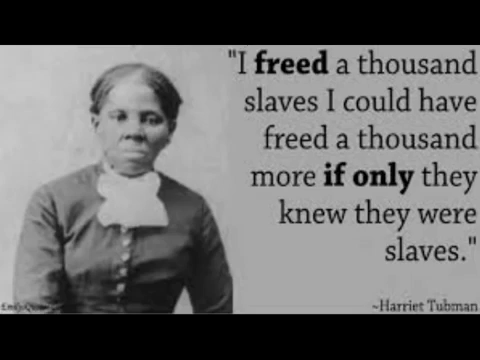 "I freed a thousand
slaves I could have
freed a thousand
more if only they
knew they were
slaves."
~Harriet Tubman